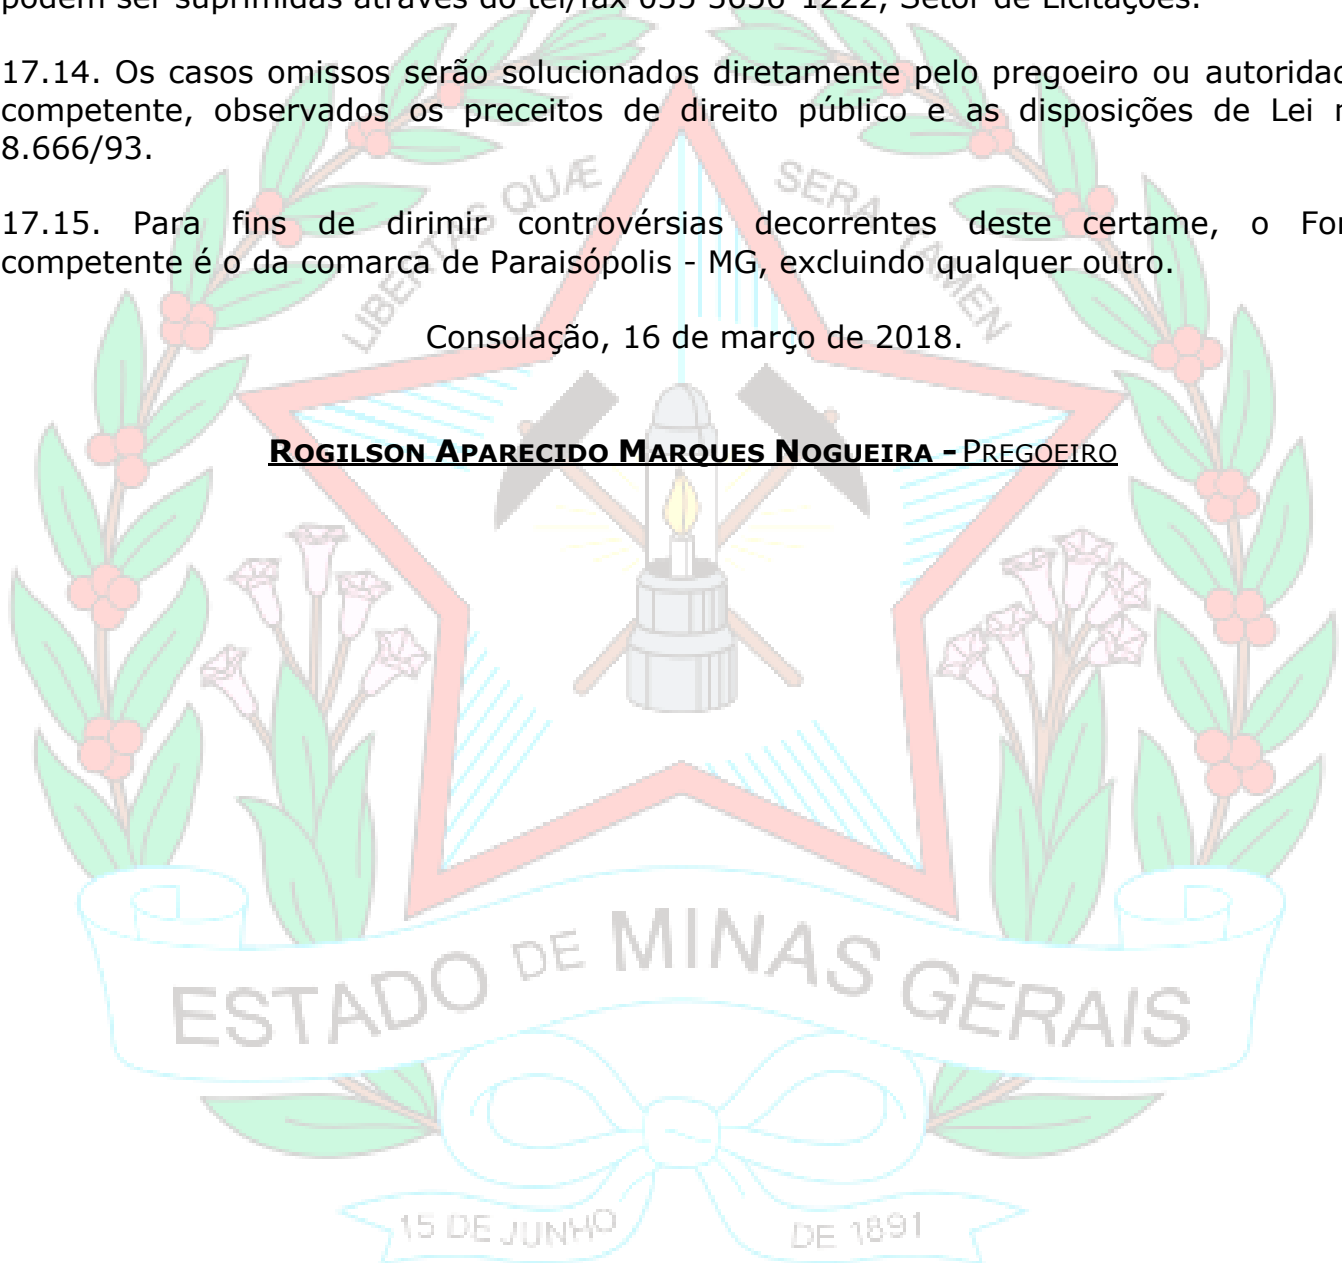 podem ser suprimidas através do tel/fax 035 3656-1222, Setor de Licitações.
17.14. Os casos omissos serão solucionados diretamente pelo pregoeiro ou autoridad
competente, observados os preceitos de direito público e as disposições de Lei n
8.666/93.
17.15. Para fins de dirimir controvérsias decorrentes deste certame, o For
competente é o da comarca de Paraisópolis - MG, excluindo qualquer outro.
LIBERTAS QUÆ SERA TAMEN
Consolação, 16 de março de 2018.
ROGILSON APARECIDO MARQUES NOGUEIRA - PREGOEIRO
ESTADO DE MINAS GERAIS
15 DE JUNHO DE 1891